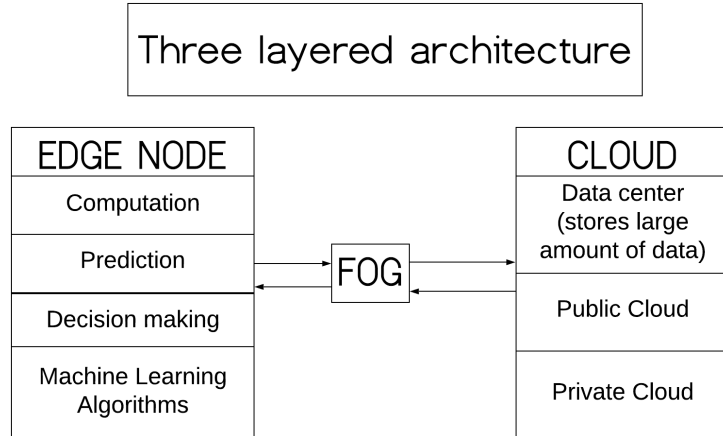 Three layered architecture
EDGE NODE
Computation
Prediction
Decision making
Machine Learning
Algorithms
FOG
CLOUD
Data center
(stores large
amount of data)
Public Cloud
Private Cloud